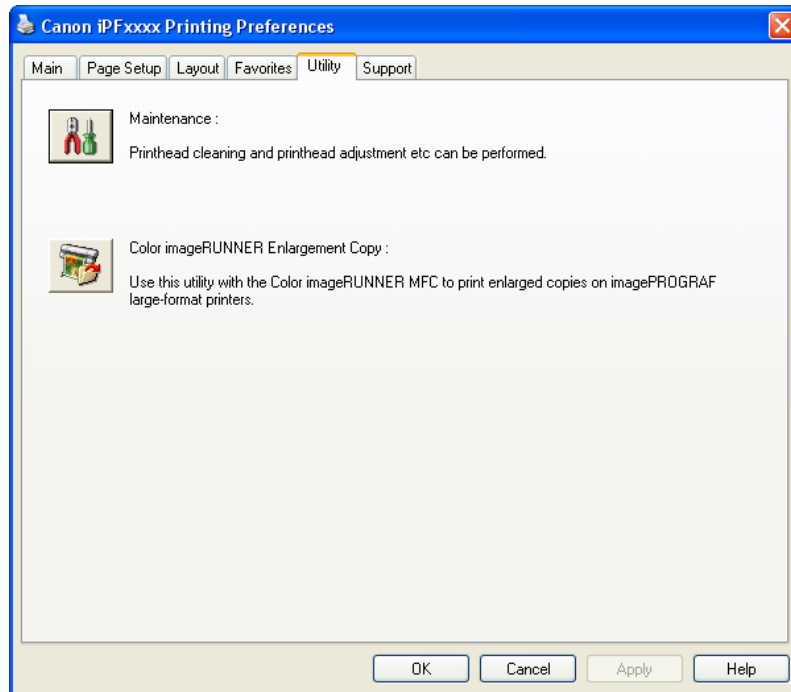 Canon iPFxxxx Printing Preferences
Main Page Setup Layout Favorites Utility Support
Maintenance :
Printhead cleaning and printhead adjustment etc can be performed.
Color imageRUNNER Enlargement Copy :
Use this utility with the Color imageRUNNER MFC to print enlarged copies on imagePROGRAF
large-format printers.
OK Cancel Apply Help